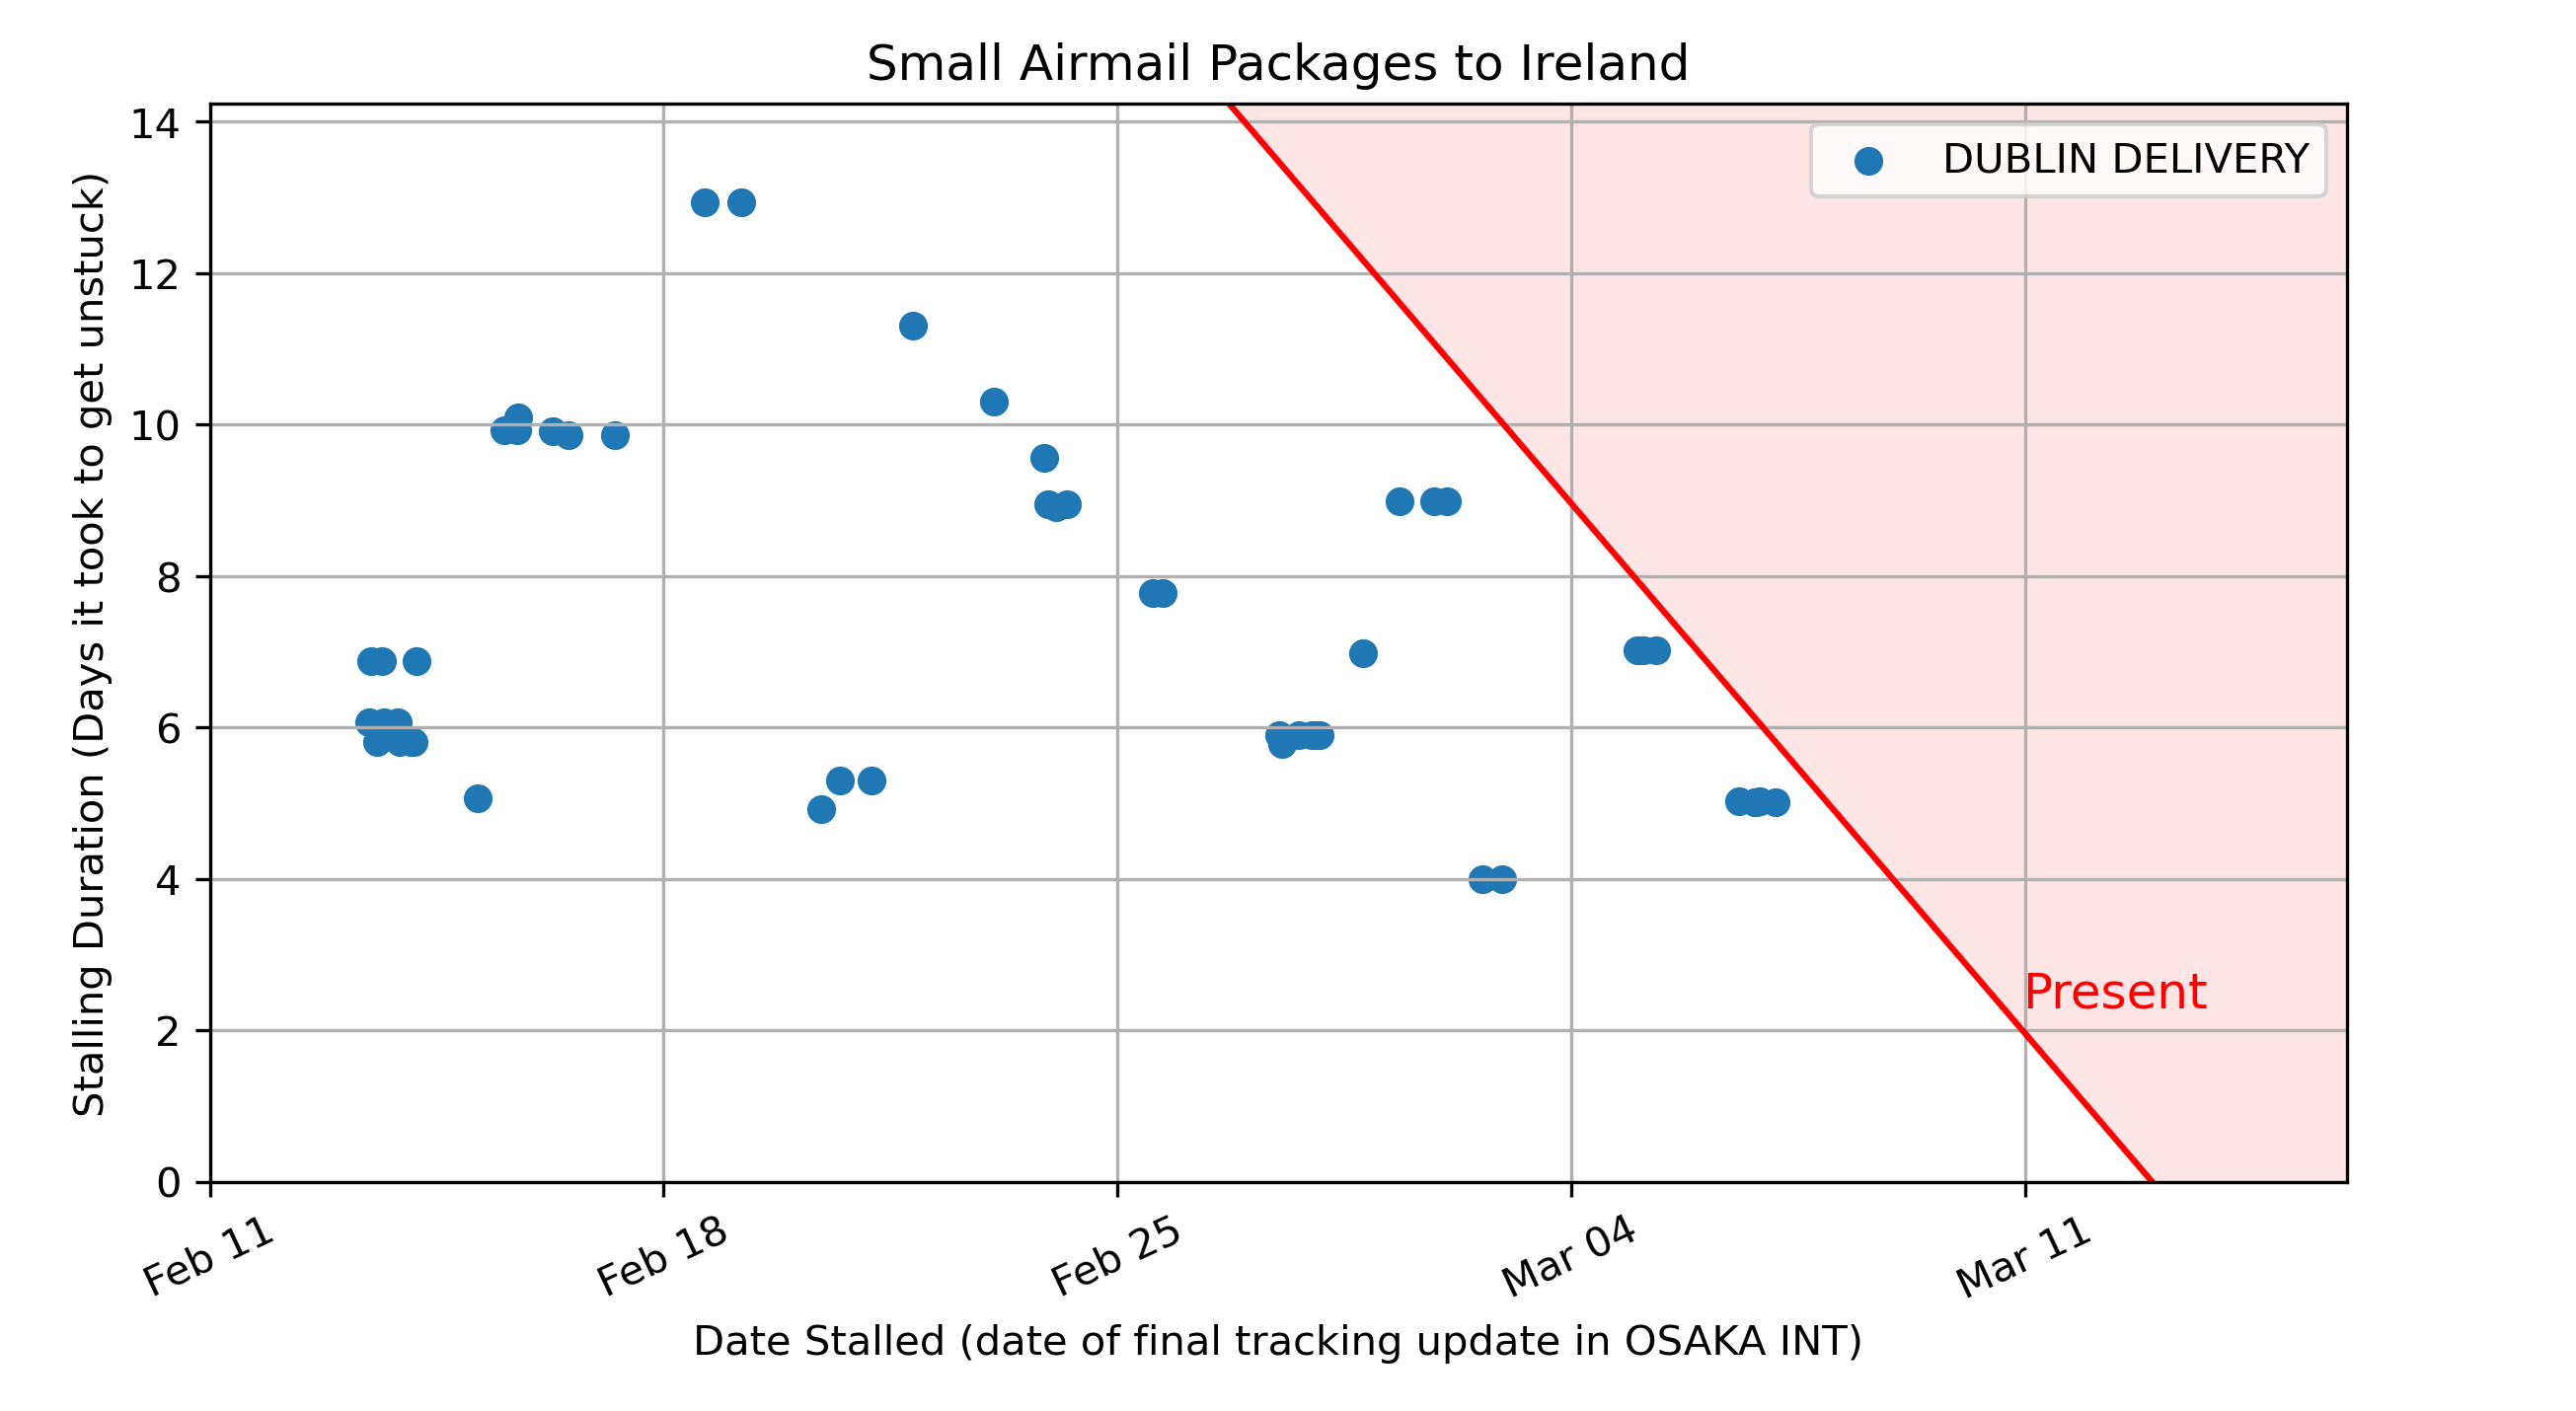 Small Airmail Packages to Ireland
DUBLIN DELIVERY
Stalling Duration (Days it took to get unstuck)
14
12
10
8
6
4
2
0
Present
Feb 11
Feb 18
Feb 25
Mar 04
Mar 11
Date Stalled (date of final tracking update in OSAKA INT)